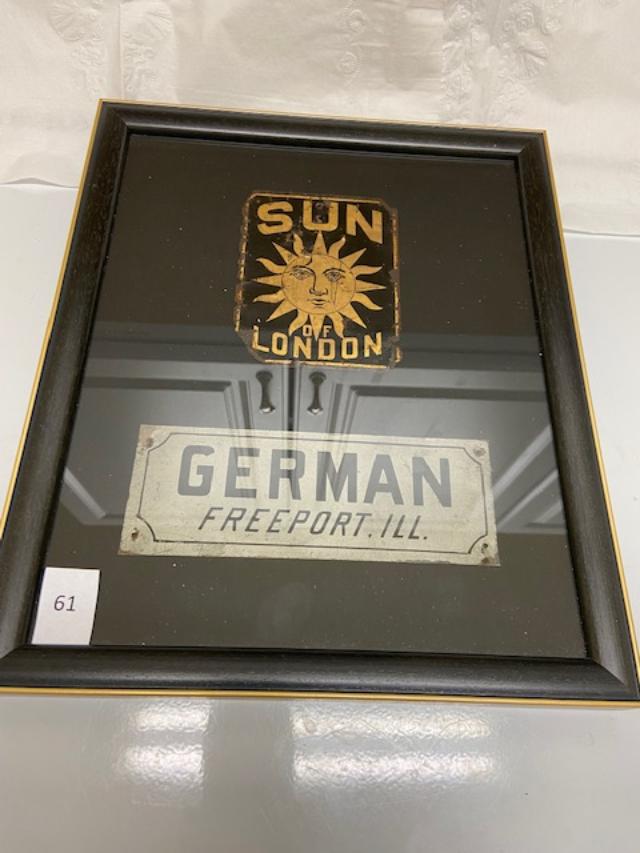 SUN
OF
LONDON
GERMAN
FREEPORT, ILL.
61